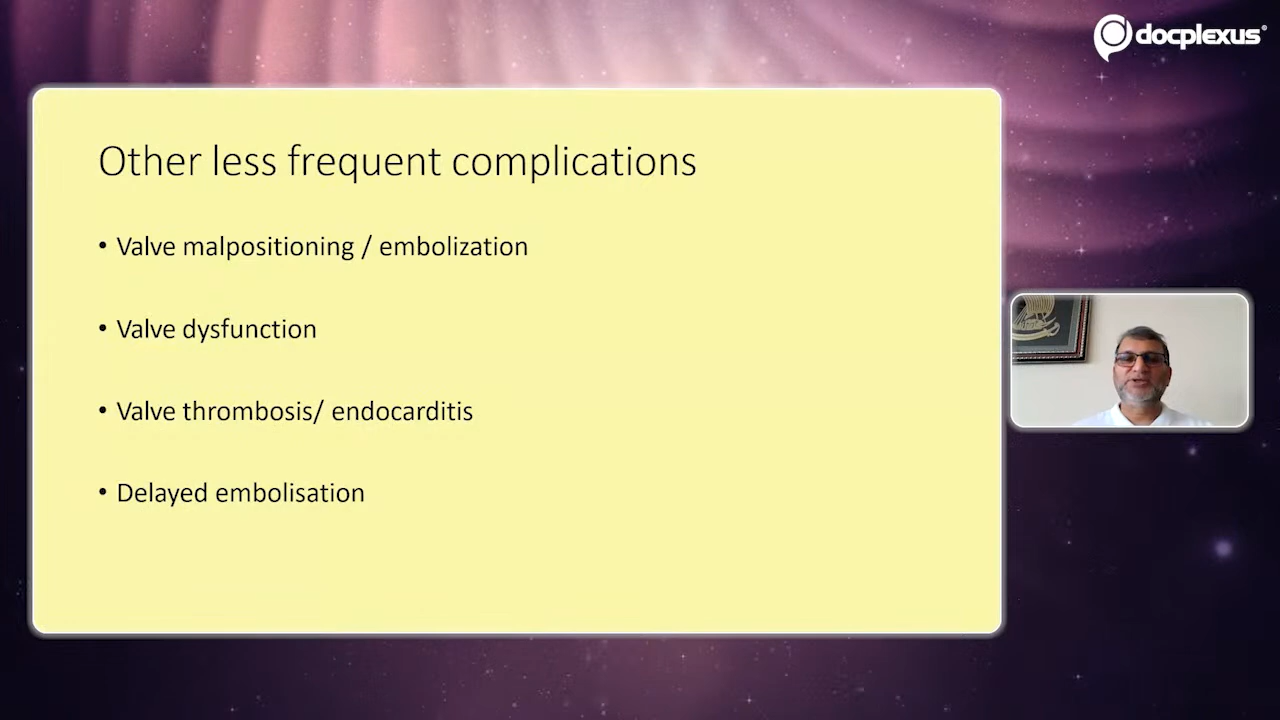 docplexus®
Other less frequent complications
• Valve malpositioning / embolization
• Valve dysfunction
• Valve thrombosis/ endocarditis
• Delayed embolisation